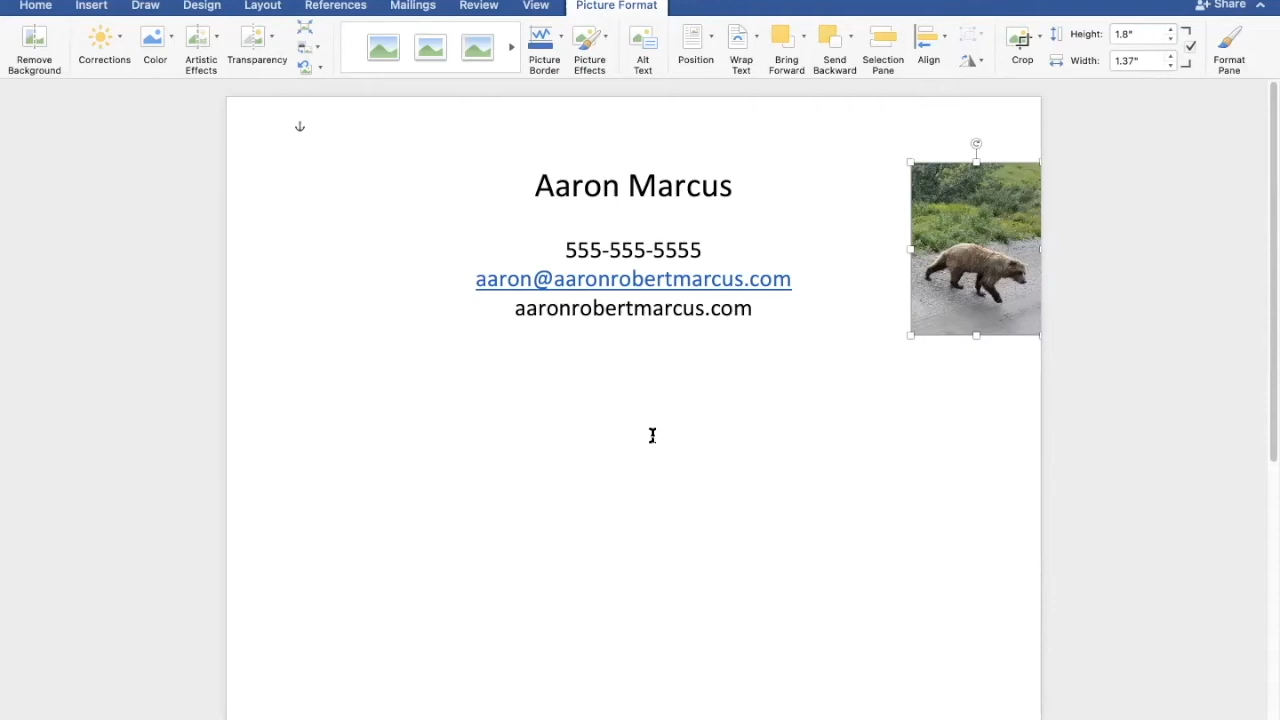 Home Insert Draw Design Layout References Mailings Review View Picture Format Share
Remove Background
Corrections
Color
Artistic Effects
Transparency
Picture Border
Picture Effects
Alt Text
Position
Wrap Text
Bring Forward
Send Backward
Selection Pane
Align
Crop
Height: 1.8"
Width: 1.37"
Format Pane
Aaron Marcus
555-555-5555
aaron@aaronrobertmarcus.com
aaronrobertmarcus.com